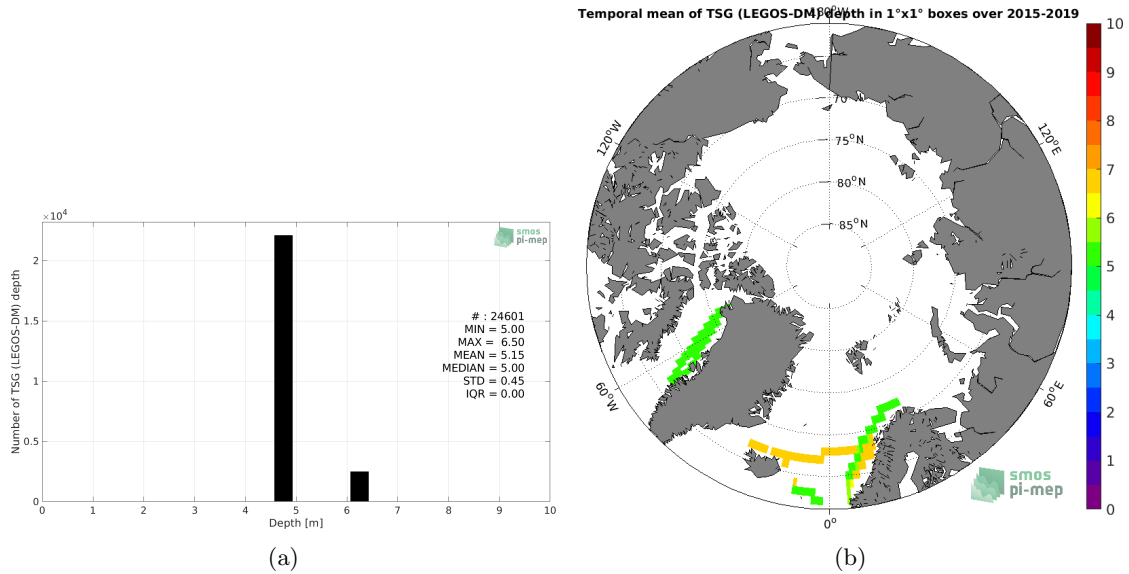 Temporal mean of TSG (LEGOS-DM) depth in 1°x1° boxes over 2015-2019
180°W
120°W
120°E
60°W
60°E
0°
70°N
75°N
80°N
85°N
10
9
8
7
6
5
4
3
2
1
0
smos
pi-mep
×10⁴
2
1.5
1
0.5
0
Number of TSG (LEGOS-DM) depth
smos
pi-mep
# : 24601
MIN = 5.00
MAX = 6.50
MEAN = 5.15
MEDIAN = 5.00
STD = 0.45
IQR = 0.00
0 1 2 3 4 5 6 7 8 9 10
Depth [m]
(a)
(b)